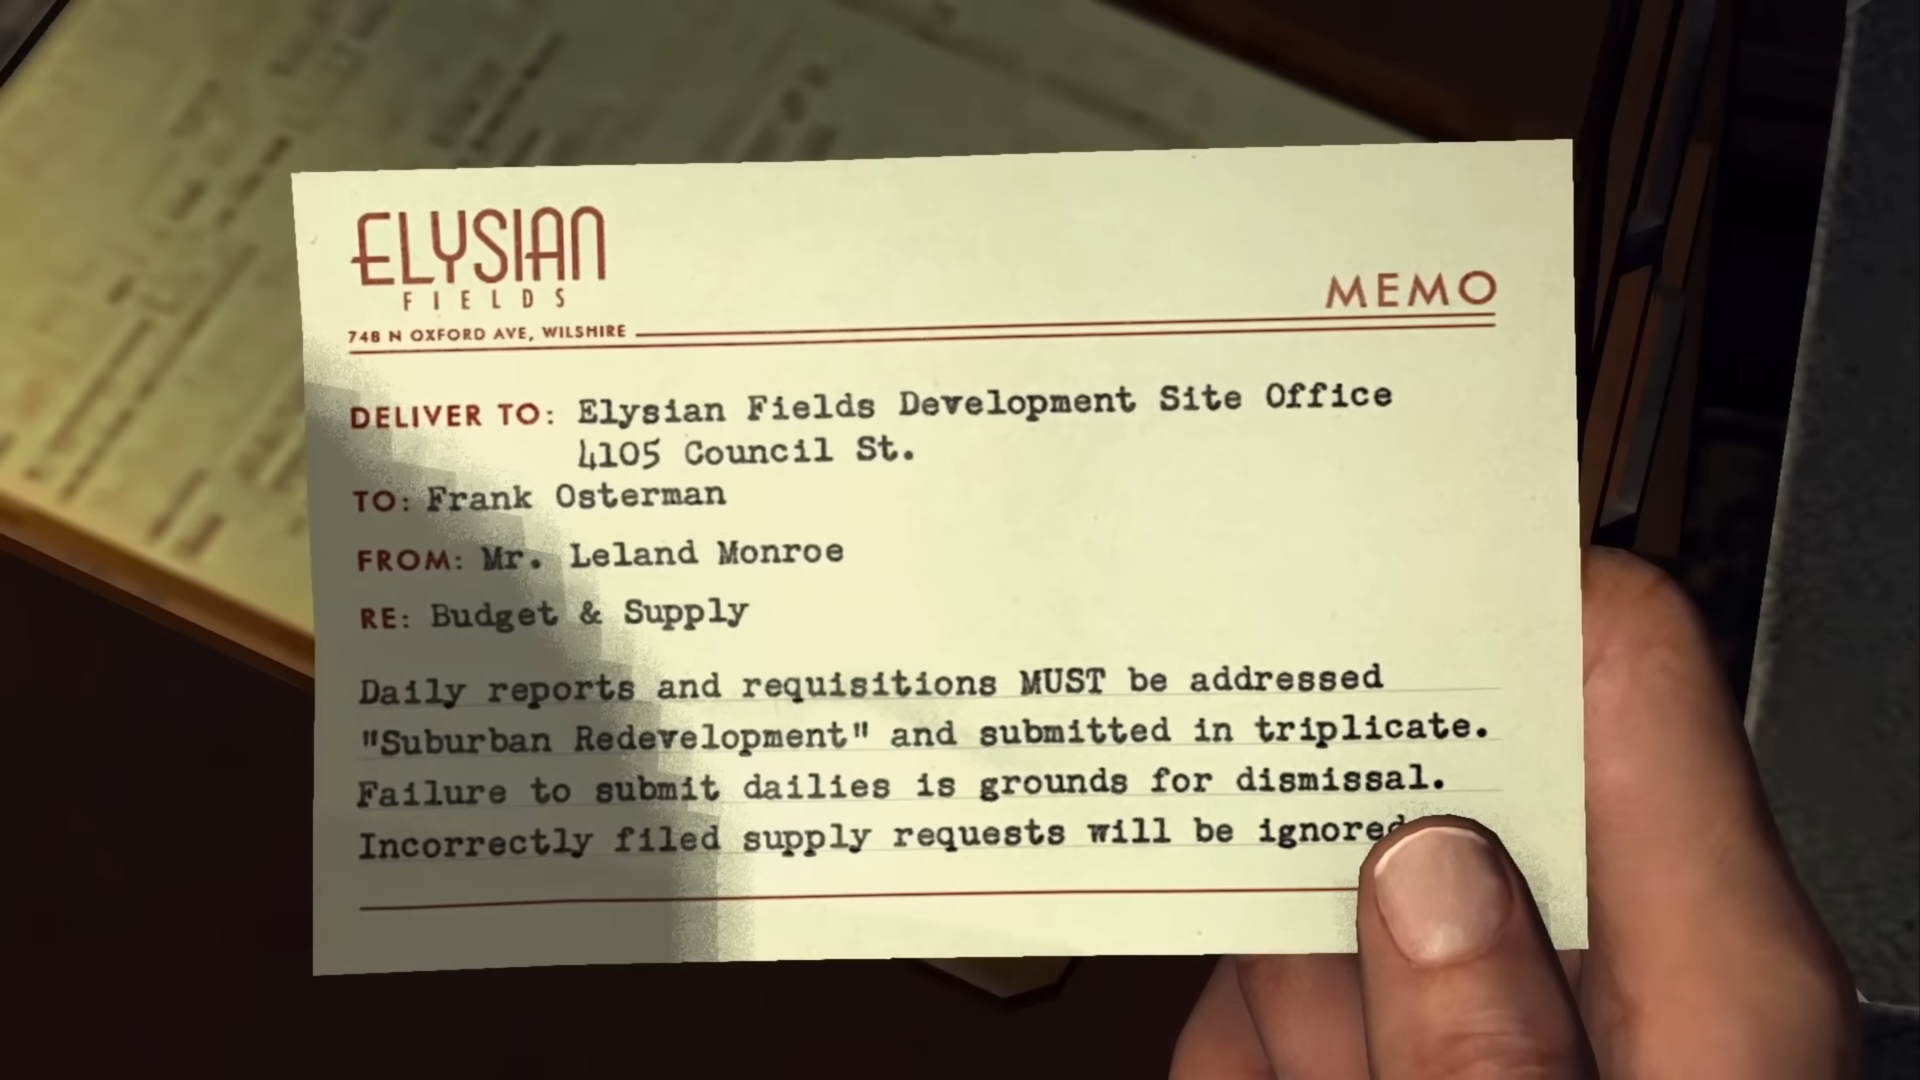 ELYSIAN
FIELDS
MEMO
748 N OXFORD AVE, WILSHIRE
DELIVER TO: Elysian Fields Development Site Office
4105 Council St.
TO: Frank Osterman
FROM: Mr. Leland Monroe
RE: Budget & Supply
Daily reports and requisitions MUST be addressed
"Suburban Redevelopment" and submitted in triplicate.
Failure to submit dailies is grounds for dismissal.
Incorrectly filed supply requests will be ignored